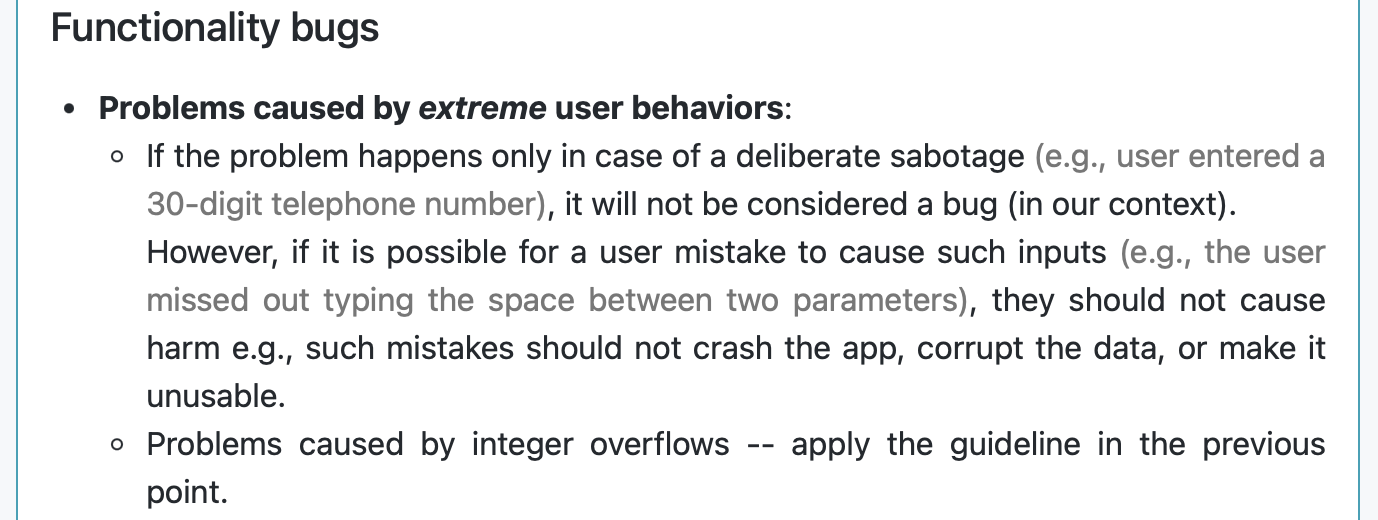 Functionality bugs
• Problems caused by extreme user behaviors:
◦ If the problem happens only in case of a deliberate sabotage (e.g., user entered a
30-digit telephone number), it will not be considered a bug (in our context).
However, if it is possible for a user mistake to cause such inputs (e.g., the user
missed out typing the space between two parameters), they should not cause
harm e.g., such mistakes should not crash the app, corrupt the data, or make it
unusable.
◦ Problems caused by integer overflows -- apply the guideline in the previous
point.